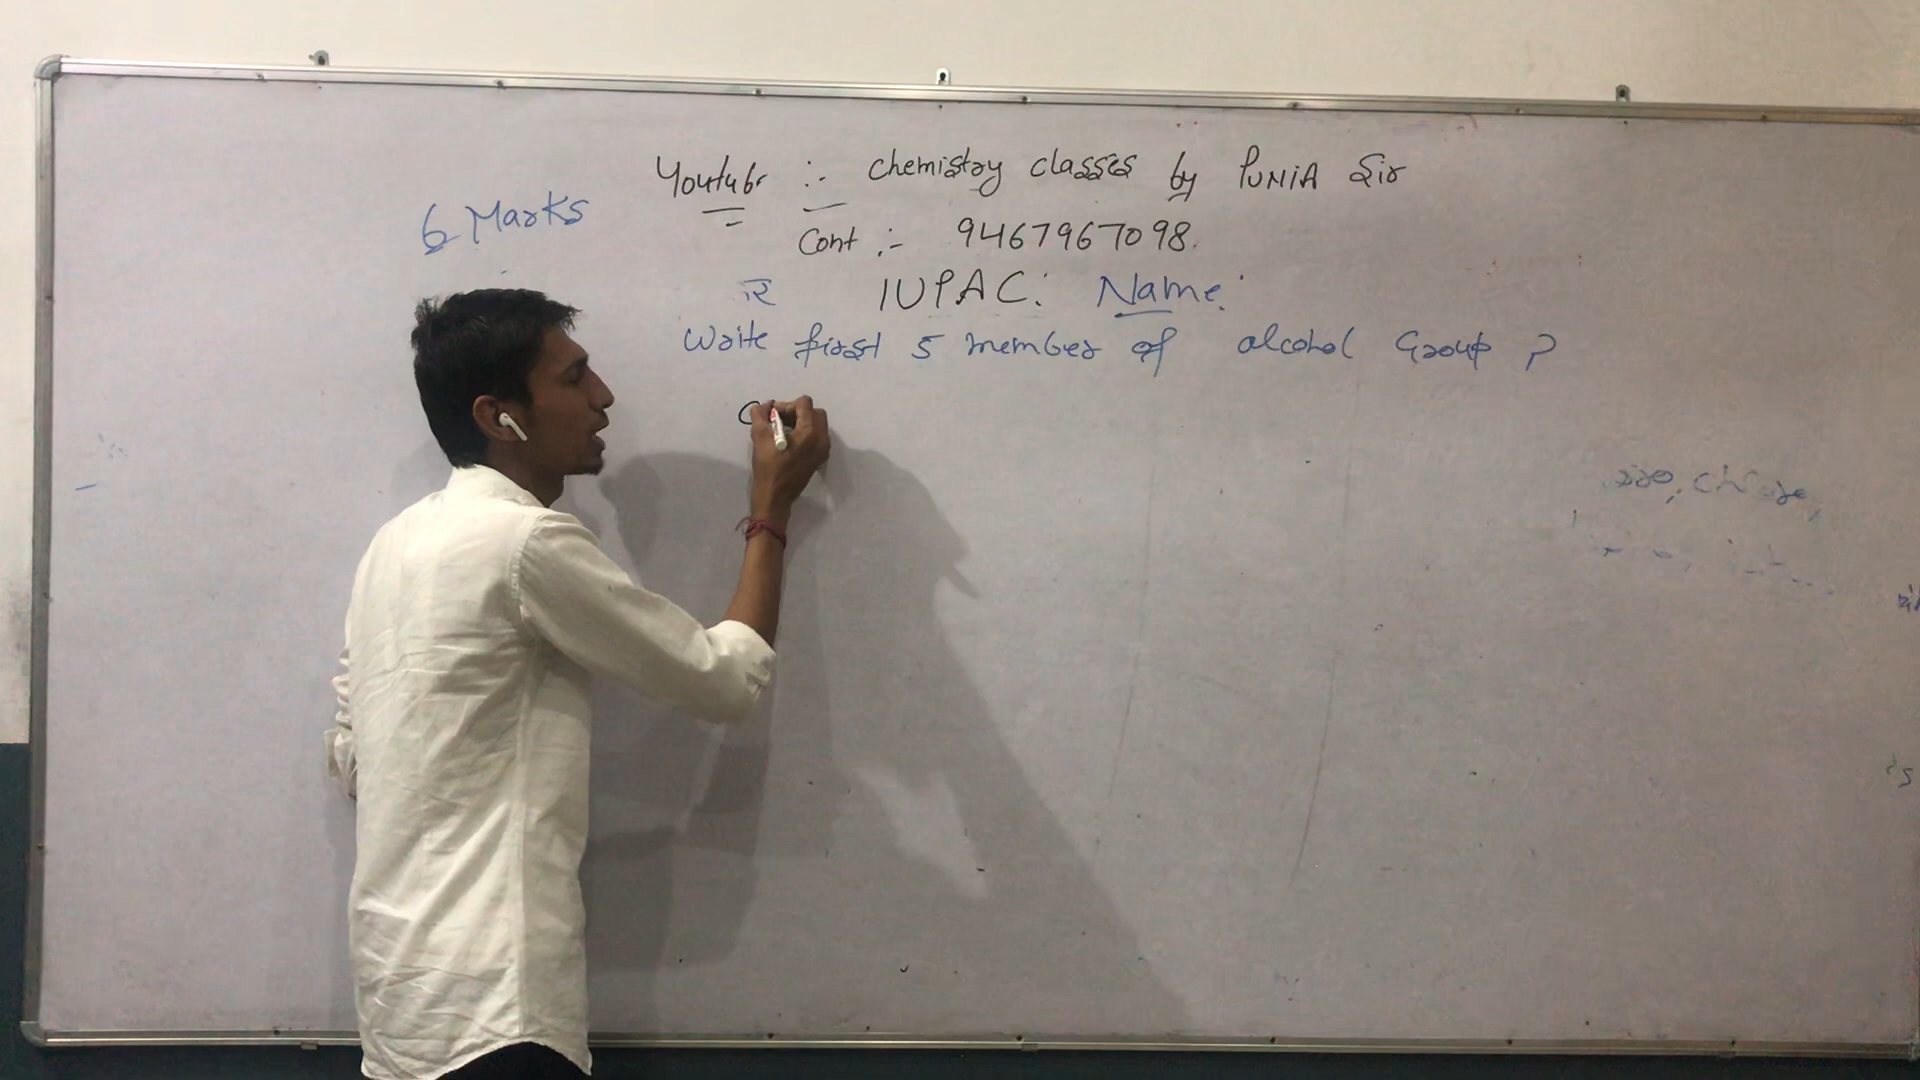 Youtube :- Chemistry classes by PUNIA Sir
6 Marks
Cont :- 9467967098.
IUPAC: Name:
Write first 5 member of alcohol Group ?
C